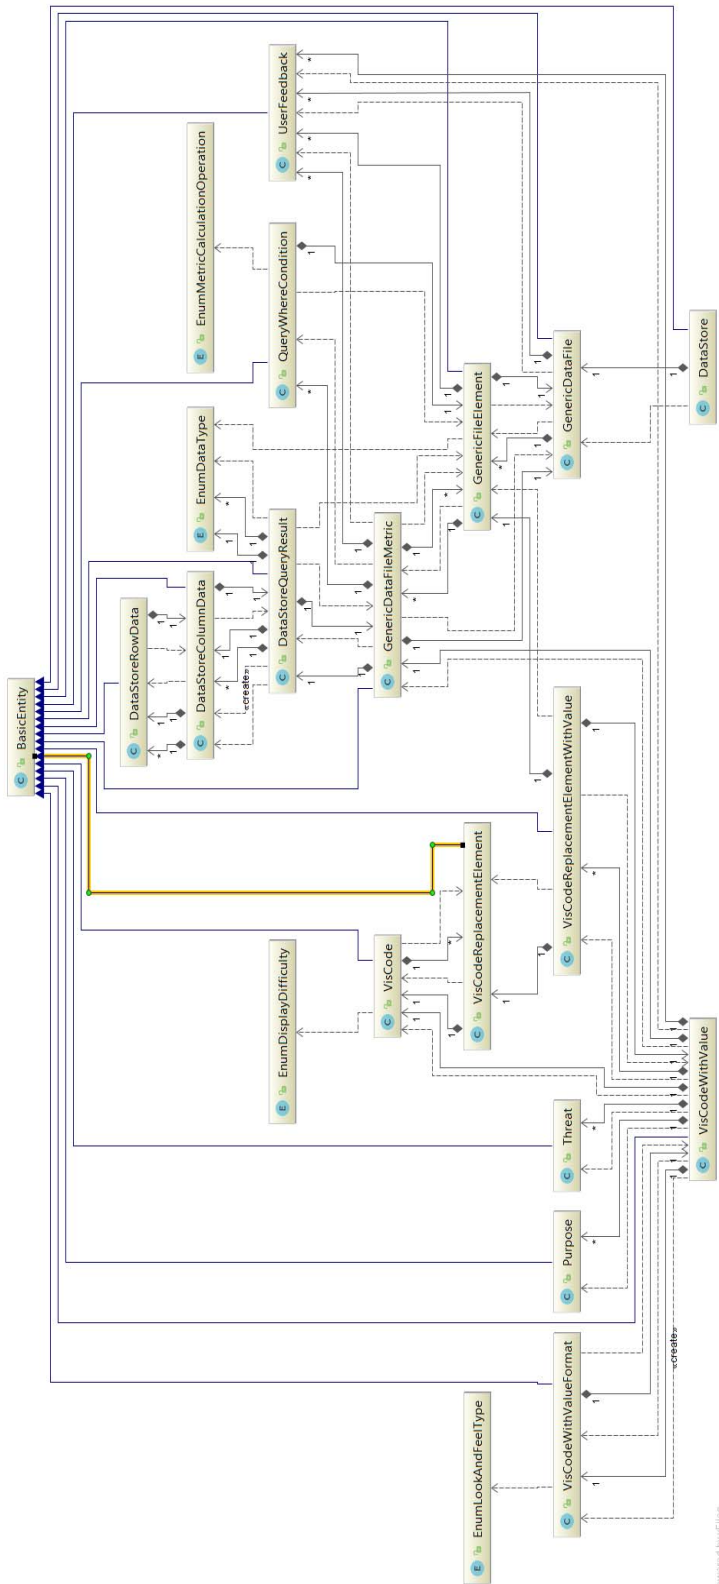 C BasicEntity
C DataStoreRowData
C DataStoreColumnData
E EnumDataType
E EnumMetricCalculationOperation
«create»
E EnumDisplayDifficulty
C DataStoreQueryResult
C QueryWhereCondition
C UserFeedback
C VisCode
C GenericDataFileMetric
E EnumLookAndFeelType
C VisCodeReplacementElement
C GenericFileElement
C VisCodeWithValueFormat
C Purpose
C Threat
C VisCodeReplacementElementWithValue
C GenericDataFile
«create»
C VisCodeWithValue
C DataStore